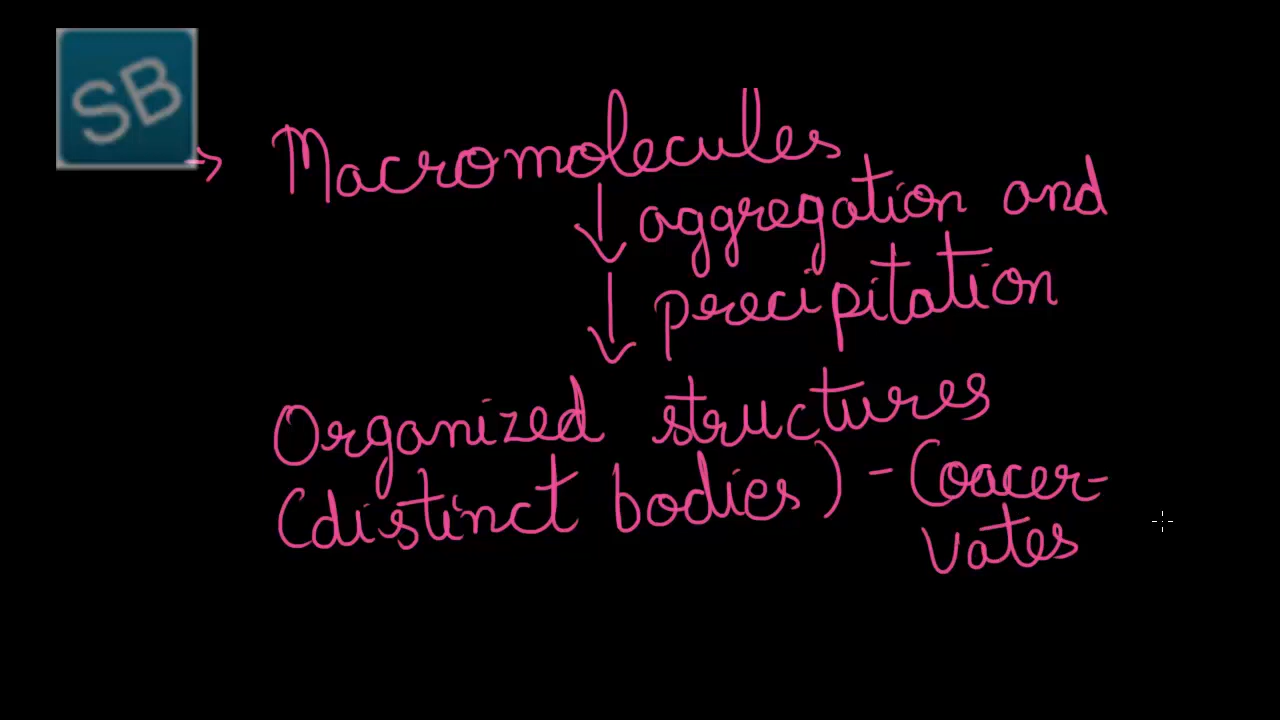 SB
→ Macromolecules
↓ aggregation and
↓ precipitation
Organized structures
(distinct bodies) - Coacer-
vates